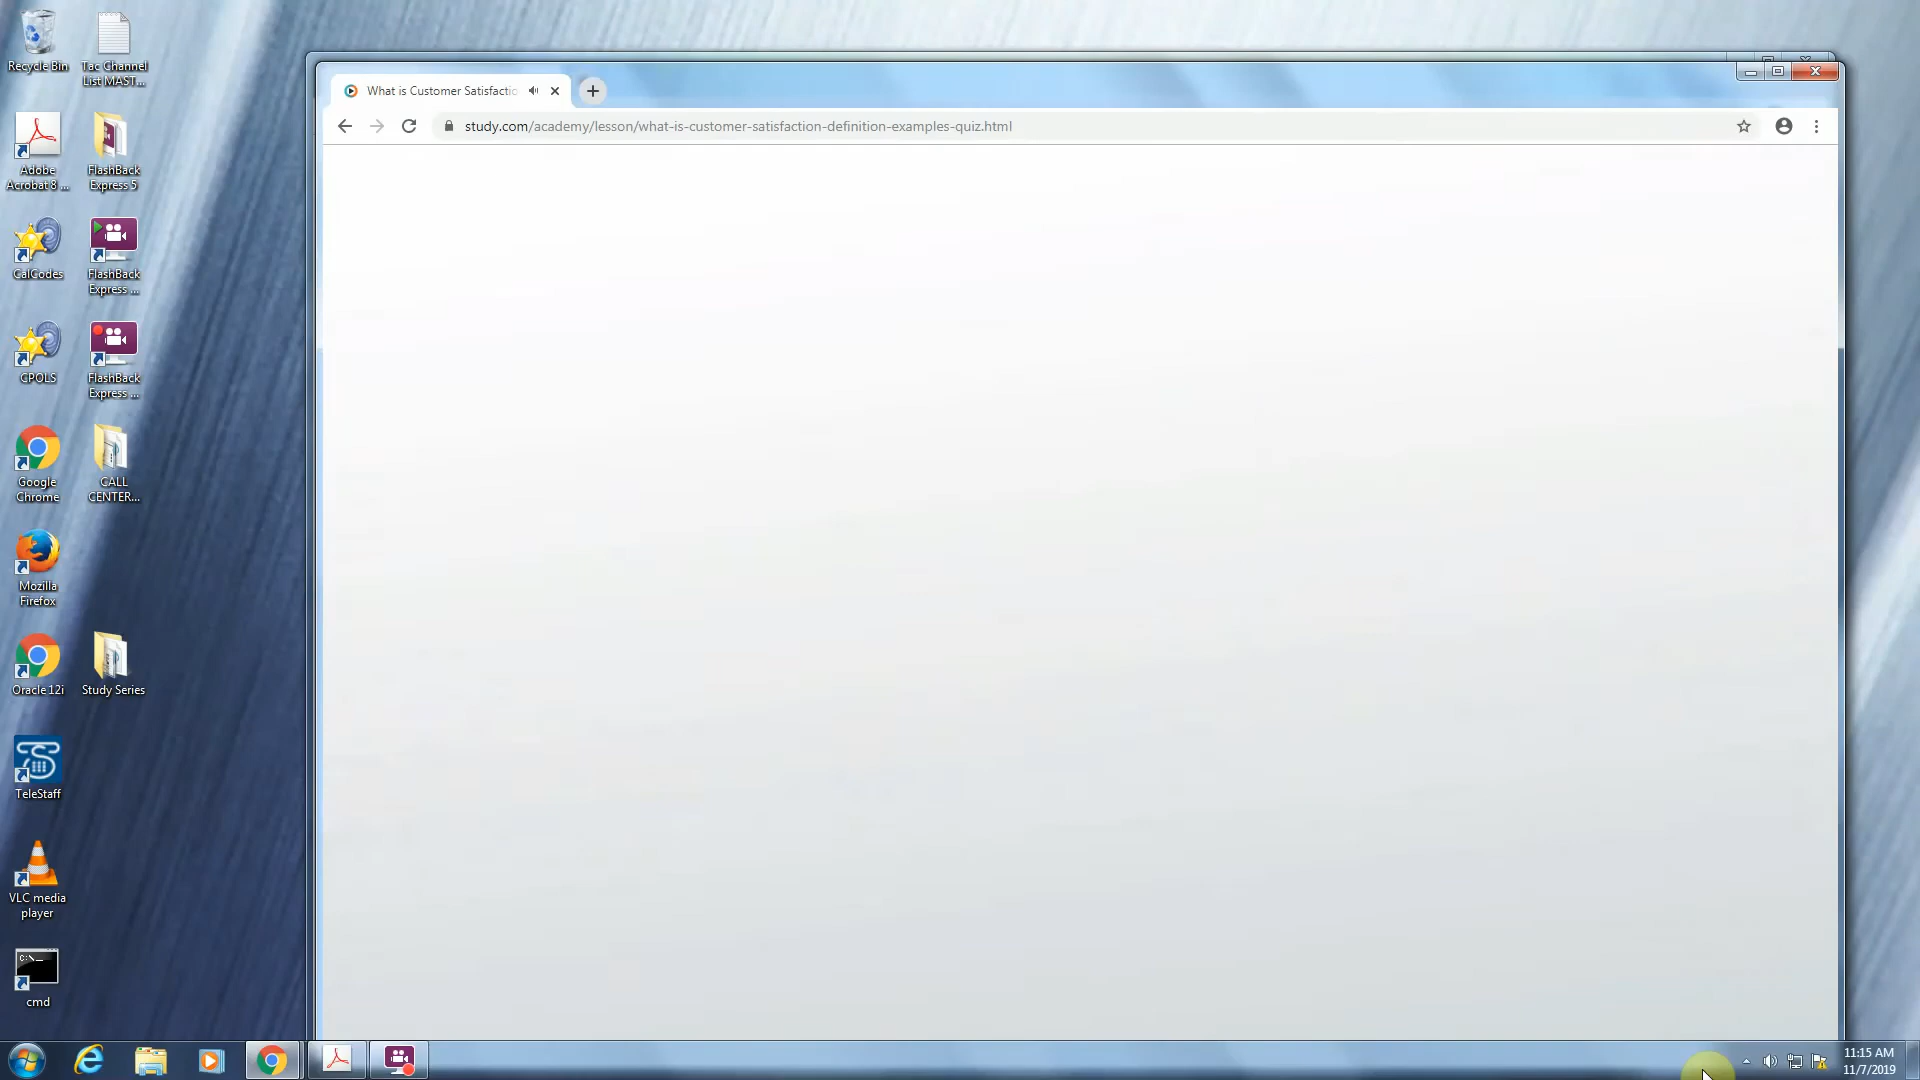 Recycle Bin
Tac Channel
List MAST...
What is Customer Satisfactio
study.com/academy/lesson/what-is-customer-satisfaction-definition-examples-quiz.html
Adobe
Acrobat 8 ...
FlashBack
Express 5
CalCodes
FlashBack
Express ...
CPOLS
FlashBack
Express ...
Google
Chrome
CALL
CENTER...
Mozilla
Firefox
Oracle 12i
Study Series
TeleStaff
VLC media
player
C:\._
cmd
11:15 AM
11/7/2019